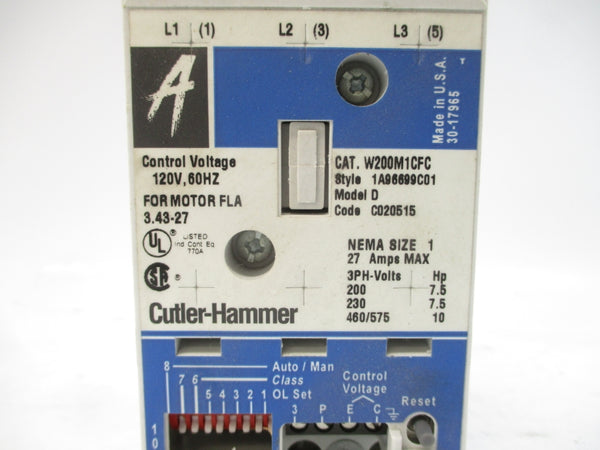 L1 (1) L2 (3) L3 (5)
A
T
Made in U.S.A.
30-17965
Control Voltage
120V,60HZ
FOR MOTOR FLA
3.43-27
UL ® LISTED
Ind Cont Eq
770A
SA ®
CAT. W200M1CFC
Style 1A96699C01
Model D
Code C020515
NEMA SIZE 1
27 Amps MAX
3PH-Volts Hp
200 7.5
230 7.5
460/575 10
Cutler-Hammer
8 Auto / Man
7 6 Class
5 4 3 2 1 OL Set
Control
Voltage
3 P E C
Reset
1
0